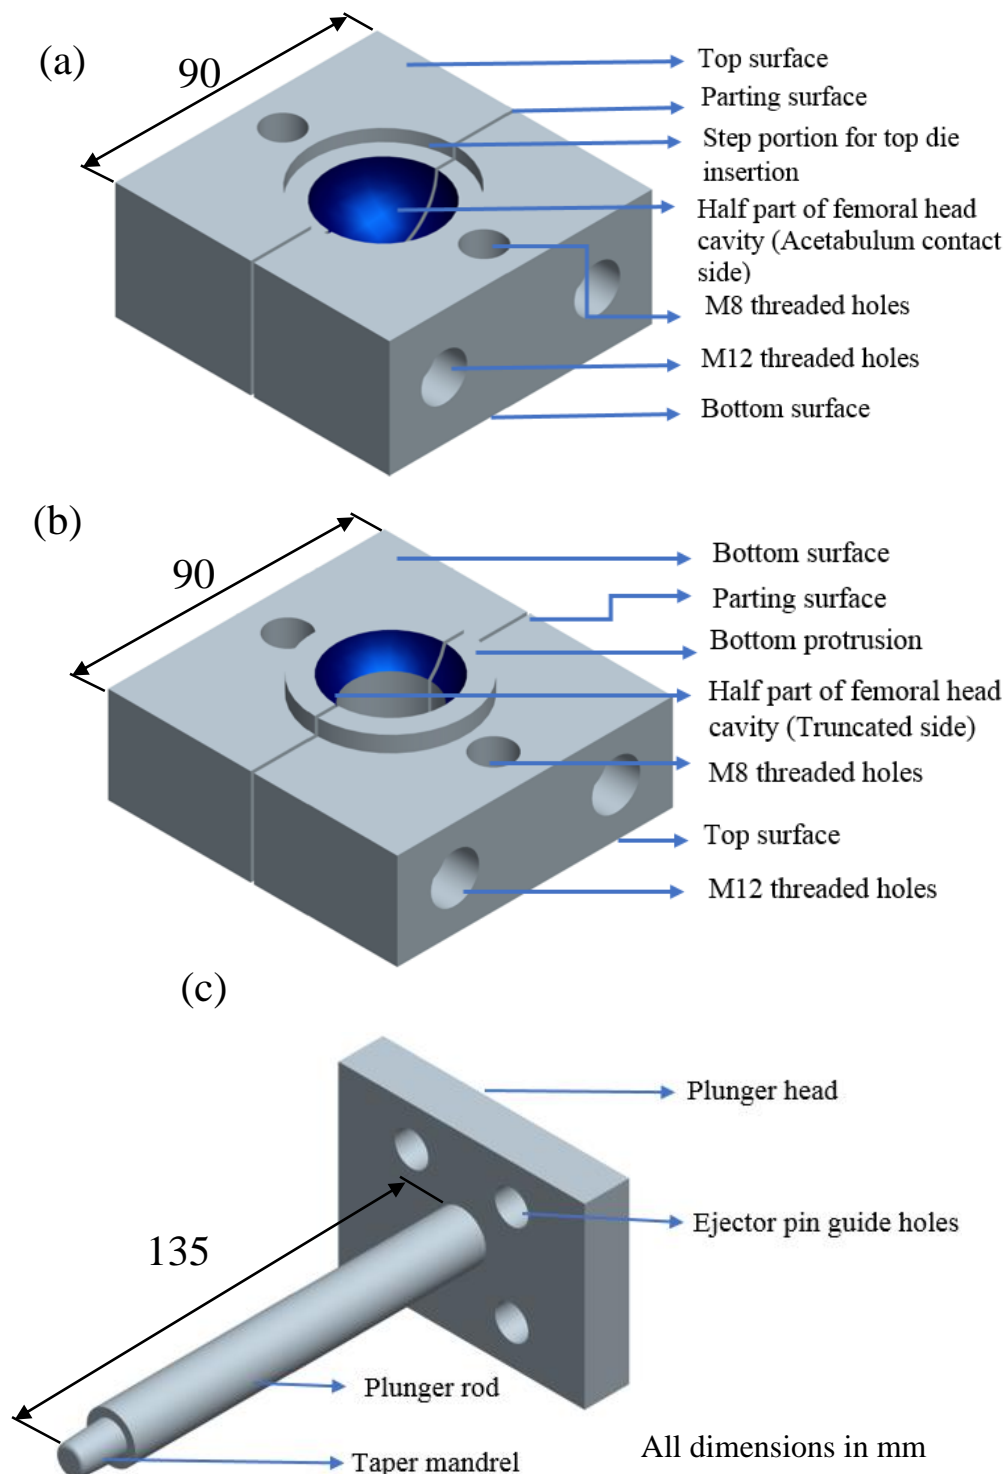 (a)
90
Top surface
Parting surface
Step portion for top die
insertion
Half part of femoral head
cavity (Acetabulum contact
side)
M8 threaded holes
M12 threaded holes
Bottom surface
(b)
90
Bottom surface
Parting surface
Bottom protrusion
Half part of femoral head
cavity (Truncated side)
M8 threaded holes
Top surface
M12 threaded holes
(c)
Plunger head
Ejector pin guide holes
135
Plunger rod
Taper mandrel
All dimensions in mm